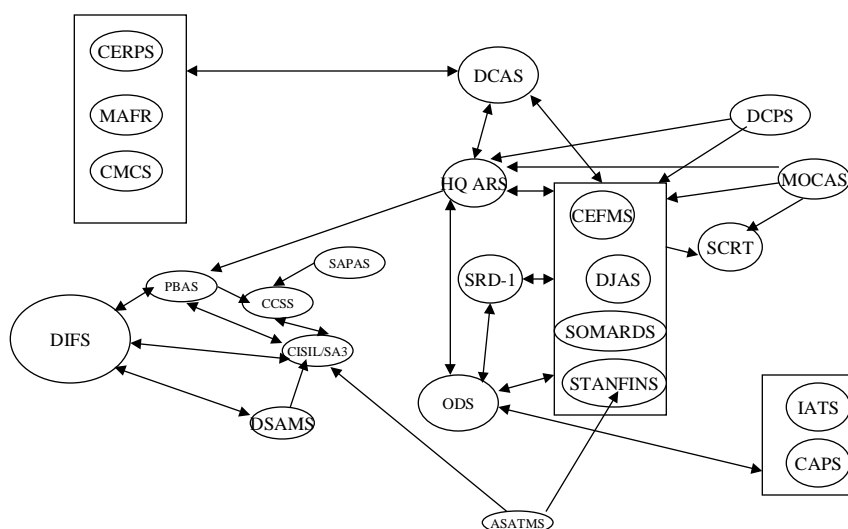 CERPS
DCAS
MAFR
DCPS
CMCS
HQ ARS
MOCAS
CEFMS
SCRT
SAPAS
PBAS
SRD-1
DJAS
CCSS
DIFS
SOMARDS
CISIL/SA3
STANFINS
ODS
IATS
DSAMS
CAPS
ASATMS